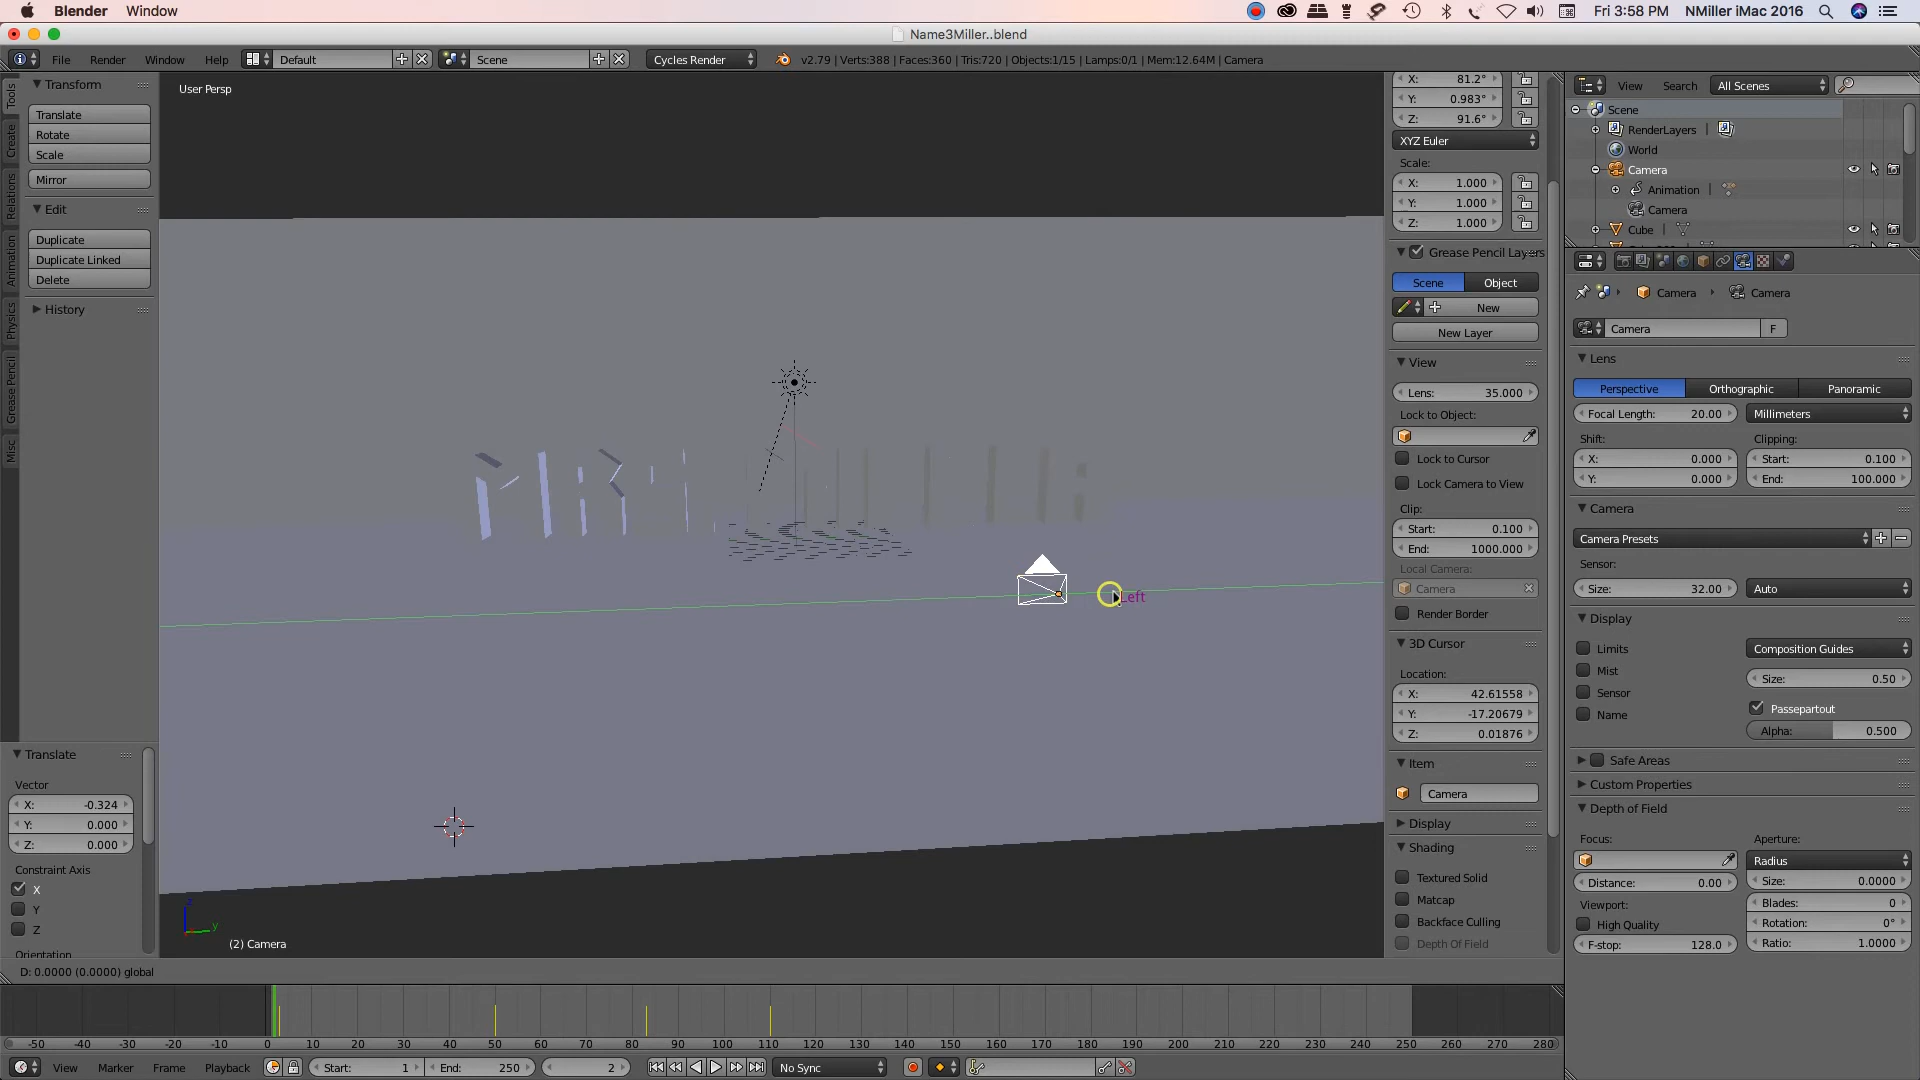 Blender Window Fri 3:58 PM NMiller iMac 2016
Name3Miller..blend
File Render Window Help Default Scene Cycles Render v2.79 | Verts:388 | Faces:360 | Tris:720 | Objects:1/15 | Lamps:0/1 | Mem:12.64M | Camera
Tools
Create
Relations
Animation
Physics
Grease Pencil
Misc
Transform
Translate
Rotate
Scale
Mirror
Edit
Duplicate
Duplicate Linked
Delete
History
Translate
Vector
X: -0.324
Y: 0.000
Z: 0.000
Constraint Axis
X
Y
Z
Orientation
User Persp
Left
z
y
(2) Camera
D: 0.0000 (0.0000) global
X: 81.2°
Y: 0.983°
Z: 91.6°
XYZ Euler
Scale:
X: 1.000
Y: 1.000
Z: 1.000
Grease Pencil Layers
Scene Object
New
New Layer
View
Lens: 35.000
Lock to Object:
Lock to Cursor
Lock Camera to View
Clip:
Start: 0.100
End: 1000.000
Local Camera:
Camera
Render Border
3D Cursor
Location:
X: 42.61558
Y: -17.20679
Z: 0.01876
Item
Camera
Display
Shading
Textured Solid
Matcap
Backface Culling
Depth Of Field
View Search All Scenes
Scene
RenderLayers |
World
Camera
Animation |
Camera
Cube |
Camera Camera
Camera F
Lens
Perspective Orthographic Panoramic
Focal Length: 20.00 Millimeters
Shift: Clipping:
X: 0.000 Start: 0.100
Y: 0.000 End: 100.000
Camera
Camera Presets
Sensor:
Size: 32.00 Auto
Display
Limits Composition Guides
Mist Size: 0.50
Sensor Passepartout
Name Alpha: 0.500
Safe Areas
Custom Properties
Depth of Field
Focus: Aperture:
Radius
Distance: 0.00 Size: 0.0000
Viewport: Blades: 0
High Quality Rotation: 0°
F-stop: 128.0 Ratio: 1.0000
-50 -40 -30 -20 -10 0 10 20 30 40 50 60 70 80 90 100 110 120 130 140 150 160 170 180 190 200 210 220 230 240 250 260 270 280
View Marker Frame Playback Start: 1 End: 250 2 No Sync